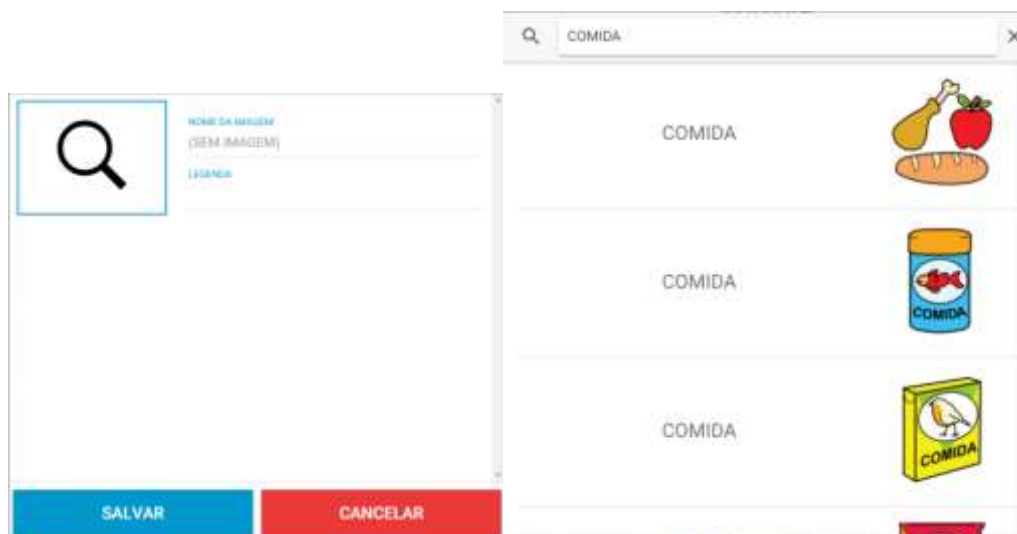 NOME DA IMAGEM
(SEM IMAGEM)
LEGENDA
SALVAR
CANCELAR
COMIDA
COMIDA
COMIDA
COMIDA
COMIDA
COMIDA